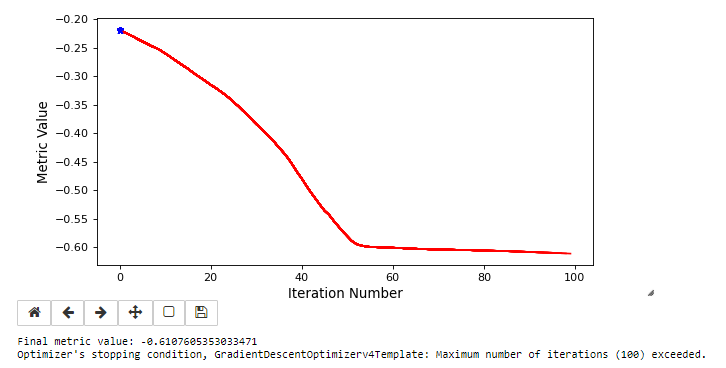 −0.20
−0.25
−0.30
−0.35
−0.40
−0.45
−0.50
−0.55
−0.60
Metric Value
0 20 40 60 80 100
Iteration Number
Final metric value: -0.6107605353033471
Optimizer's stopping condition, GradientDescentOptimizerv4Template: Maximum number of iterations (100) exceeded.